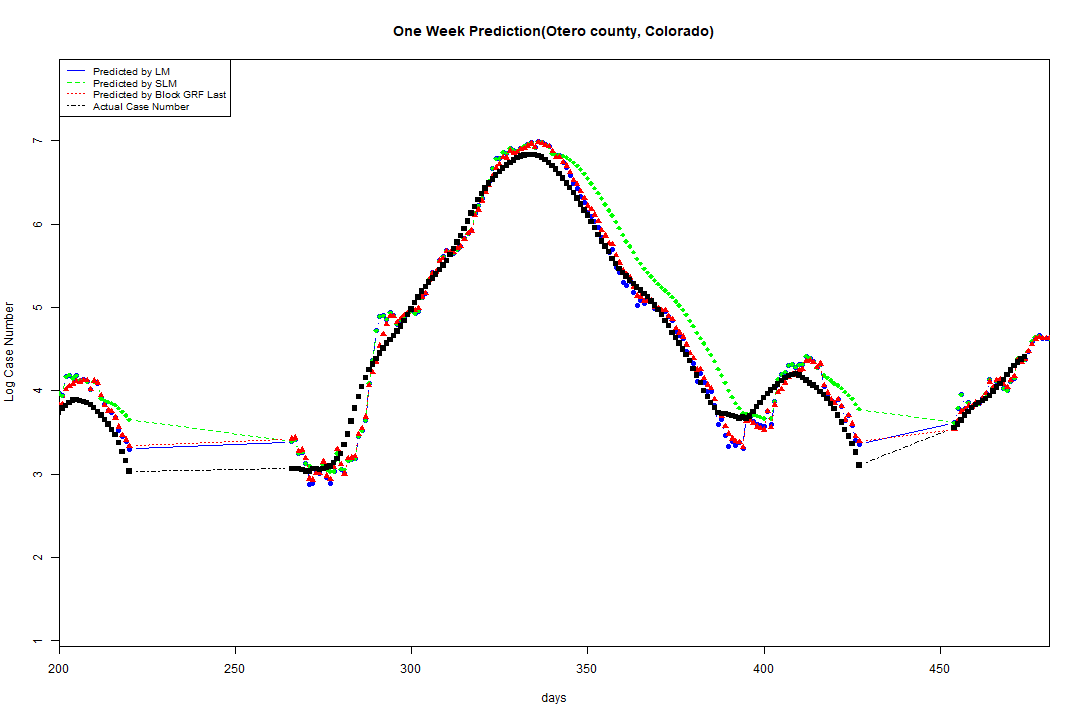 One Week Prediction(Otero county, Colorado)
Predicted by LM
Predicted by SLM
Predicted by Block GRF Last
Actual Case Number
Log Case Number
7
6
5
4
3
2
1
200 250 300 350 400 450
days